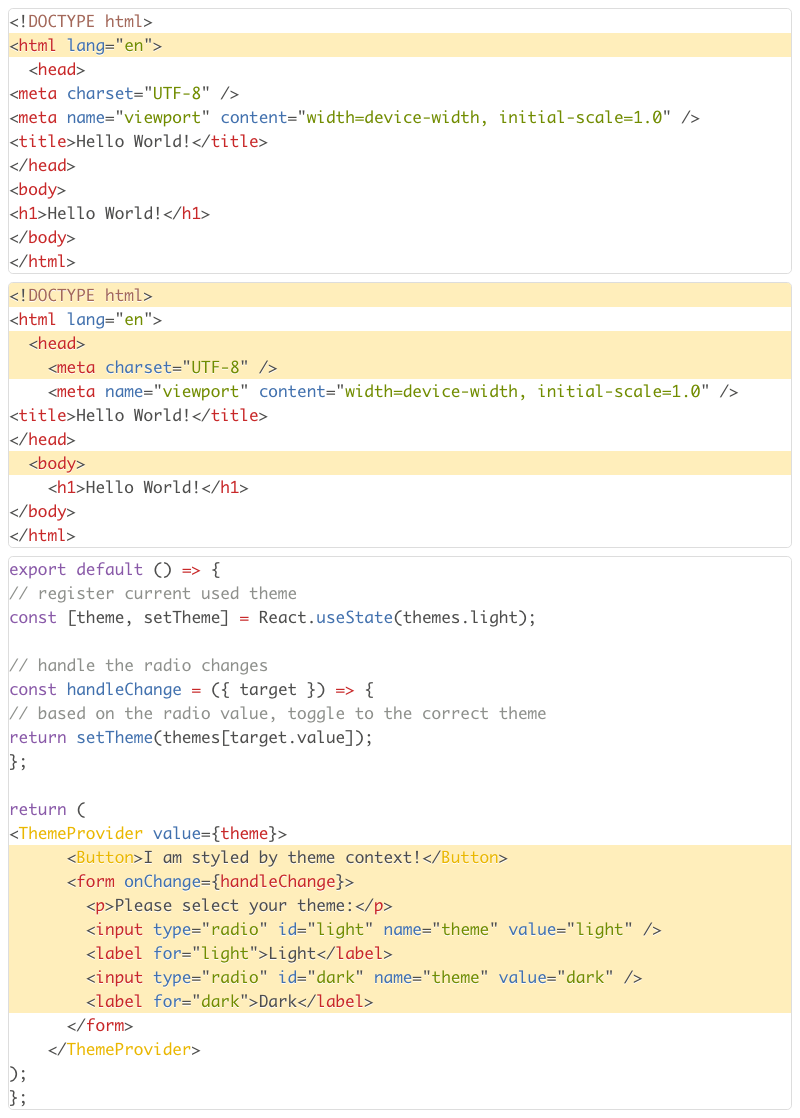 <!DOCTYPE html>
<html lang="en">
  <head>
<meta charset="UTF-8" />
<meta name="viewport" content="width=device-width, initial-scale=1.0" />
<title>Hello World!</title>
</head>
<body>
<h1>Hello World!</h1>
</body>
</html>
<!DOCTYPE html>
<html lang="en">
  <head>
    <meta charset="UTF-8" />
    <meta name="viewport" content="width=device-width, initial-scale=1.0" />
<title>Hello World!</title>
</head>
  <body>
    <h1>Hello World!</h1>
</body>
</html>
export default () => {
// register current used theme
const [theme, setTheme] = React.useState(themes.light);

// handle the radio changes
const handleChange = ({ target }) => {
// based on the radio value, toggle to the correct theme
return setTheme(themes[target.value]);
};

return (
<ThemeProvider value={theme}>
      <Button>I am styled by theme context!</Button>
      <form onChange={handleChange}>
        <p>Please select your theme:</p>
        <input type="radio" id="light" name="theme" value="light" />
        <label for="light">Light</label>
        <input type="radio" id="dark" name="theme" value="dark" />
        <label for="dark">Dark</label>
      </form>
    </ThemeProvider>
);
};